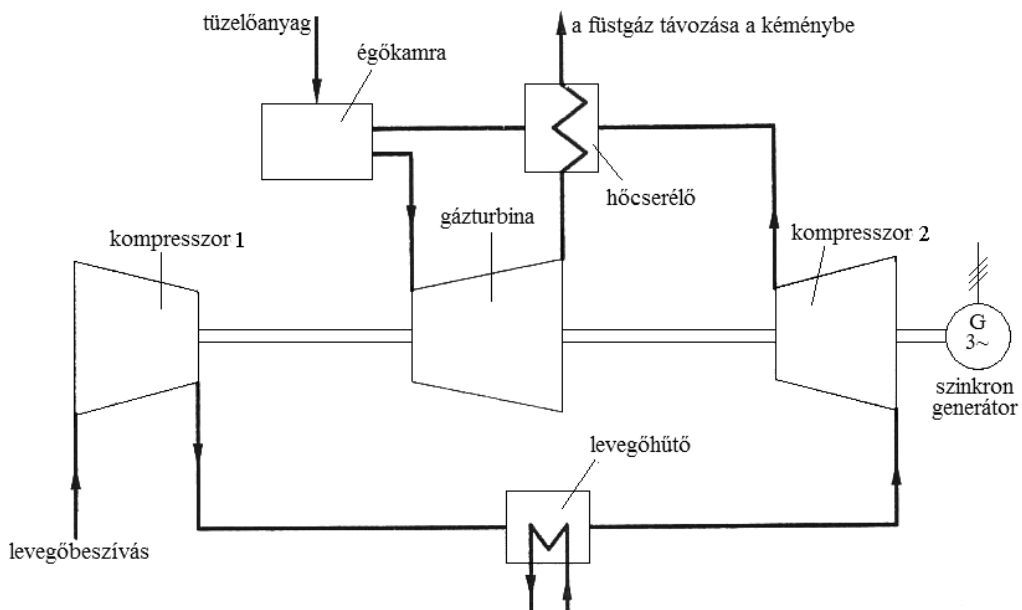 tüzelőanyag
a füstgáz távozása a kéménybe
égőkamra
hőcserélő
gázturbina
kompresszor 1
kompresszor 2
G
3~
szinkron
generátor
levegőhűtő
levegőbeszívás